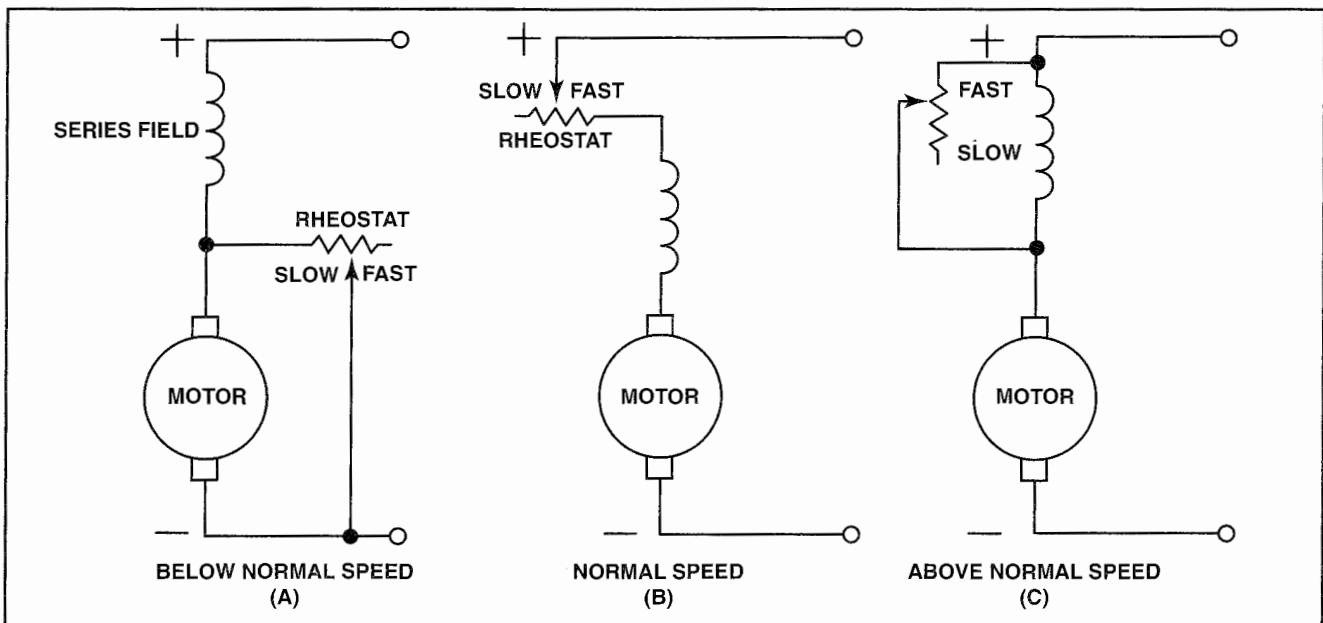 +
SERIES FIELD
RHEOSTAT
SLOW FAST
MOTOR
—
BELOW NORMAL SPEED
(A)
+
SLOW FAST
RHEOSTAT
MOTOR
—
NORMAL SPEED
(B)
+
FAST
SLOW
MOTOR
—
ABOVE NORMAL SPEED
(C)